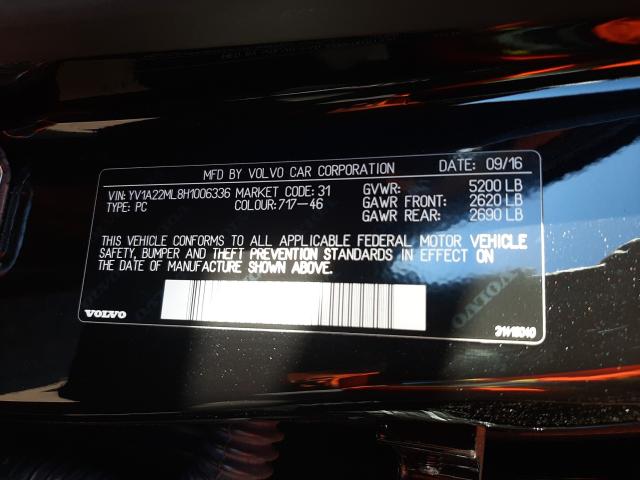 MFD BY VOLVO CAR CORPORATION DATE: 09/16
VIN: YV1A22ML8H1006336 MARKET CODE: 31 GVWR: 5200 LB
TYPE: PC COLOUR: 717-46 GAWR FRONT: 2620 LB
GAWR REAR: 2690 LB
THIS VEHICLE CONFORMS TO ALL APPLICABLE FEDERAL MOTOR VEHICLE
SAFETY, BUMPER AND THEFT PREVENTION STANDARDS IN EFFECT ON
THE DATE OF MANUFACTURE SHOWN ABOVE.
VOLVO